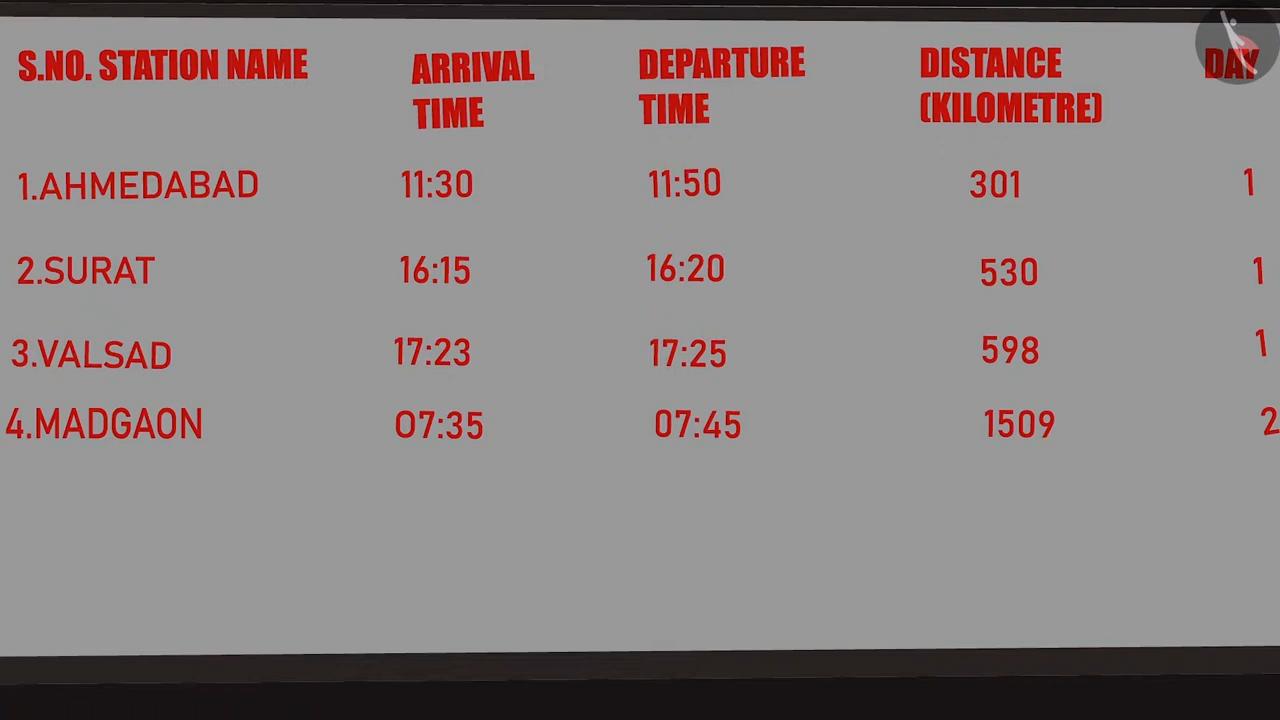 S.NO. STATION NAME ARRIVAL TIME DEPARTURE TIME DISTANCE (KILOMETRE) DAY
1.AHMEDABAD 11:30 11:50 301 1
2.SURAT 16:15 16:20 530 1
3.VALSAD 17:23 17:25 598 1
4.MADGAON 07:35 07:45 1509 2